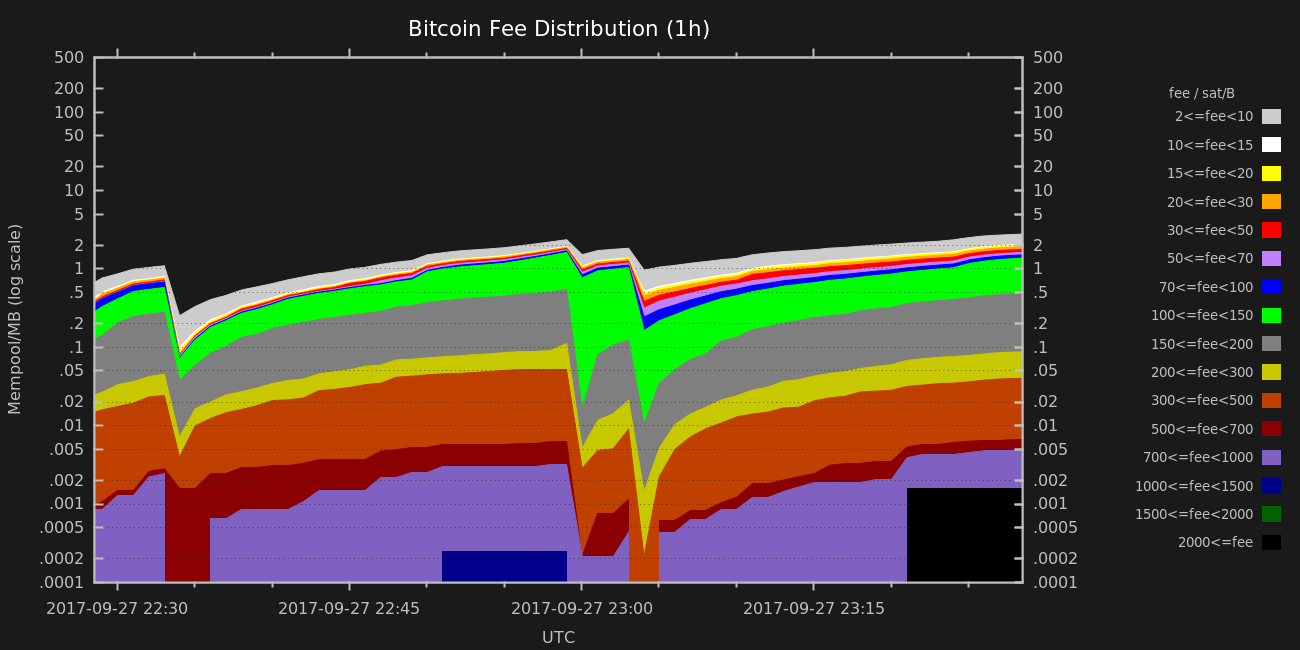 Bitcoin Fee Distribution (1h)
Mempool/MB (log scale)
500
200
100
50
20
10
5
2
1
.5
.2
.1
.05
.02
.01
.005
.002
.001
.0005
.0002
.0001
500
200
100
50
20
10
5
2
1
.5
.2
.1
.05
.02
.01
.005
.002
.001
.0005
.0002
.0001
2017-09-27 22:30 2017-09-27 22:45 2017-09-27 23:00 2017-09-27 23:15
UTC
fee / sat/B
2<=fee<10
10<=fee<15
15<=fee<20
20<=fee<30
30<=fee<50
50<=fee<70
70<=fee<100
100<=fee<150
150<=fee<200
200<=fee<300
300<=fee<500
500<=fee<700
700<=fee<1000
1000<=fee<1500
1500<=fee<2000
2000<=fee